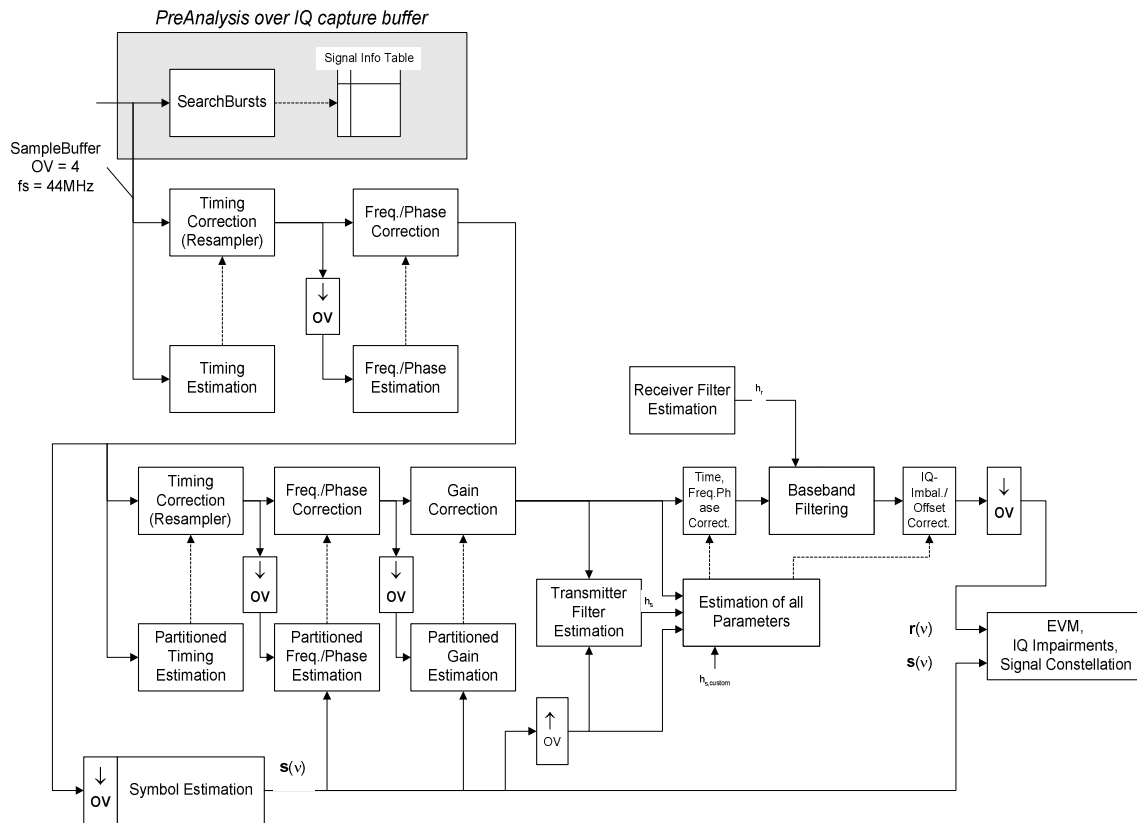 PreAnalysis over IQ capture buffer
Signal Info Table
SearchBursts
SampleBuffer
OV = 4
fs = 44MHz
Timing
Correction
(Resampler)
Freq./Phase
Correction
↓
OV
Timing
Estimation
Freq./Phase
Estimation
Receiver Filter
Estimation
hr
Timing
Correction
(Resampler)
Freq./Phase
Correction
Gain
Correction
Time,
Freq.Ph
ase
Correct.
Baseband
Filtering
IQ-
Imbal./
Offset
Correct.
↓
OV
↓
OV
↓
OV
Transmitter
Filter
Estimation
hs
Estimation of all
Parameters
Partitioned
Timing
Estimation
Partitioned
Freq./Phase
Estimation
Partitioned
Gain
Estimation
hs,custom
r(ν)
s(ν)
EVM,
IQ Impairments,
Signal Constellation
↑
OV
↓
OV
Symbol Estimation
s(ν)